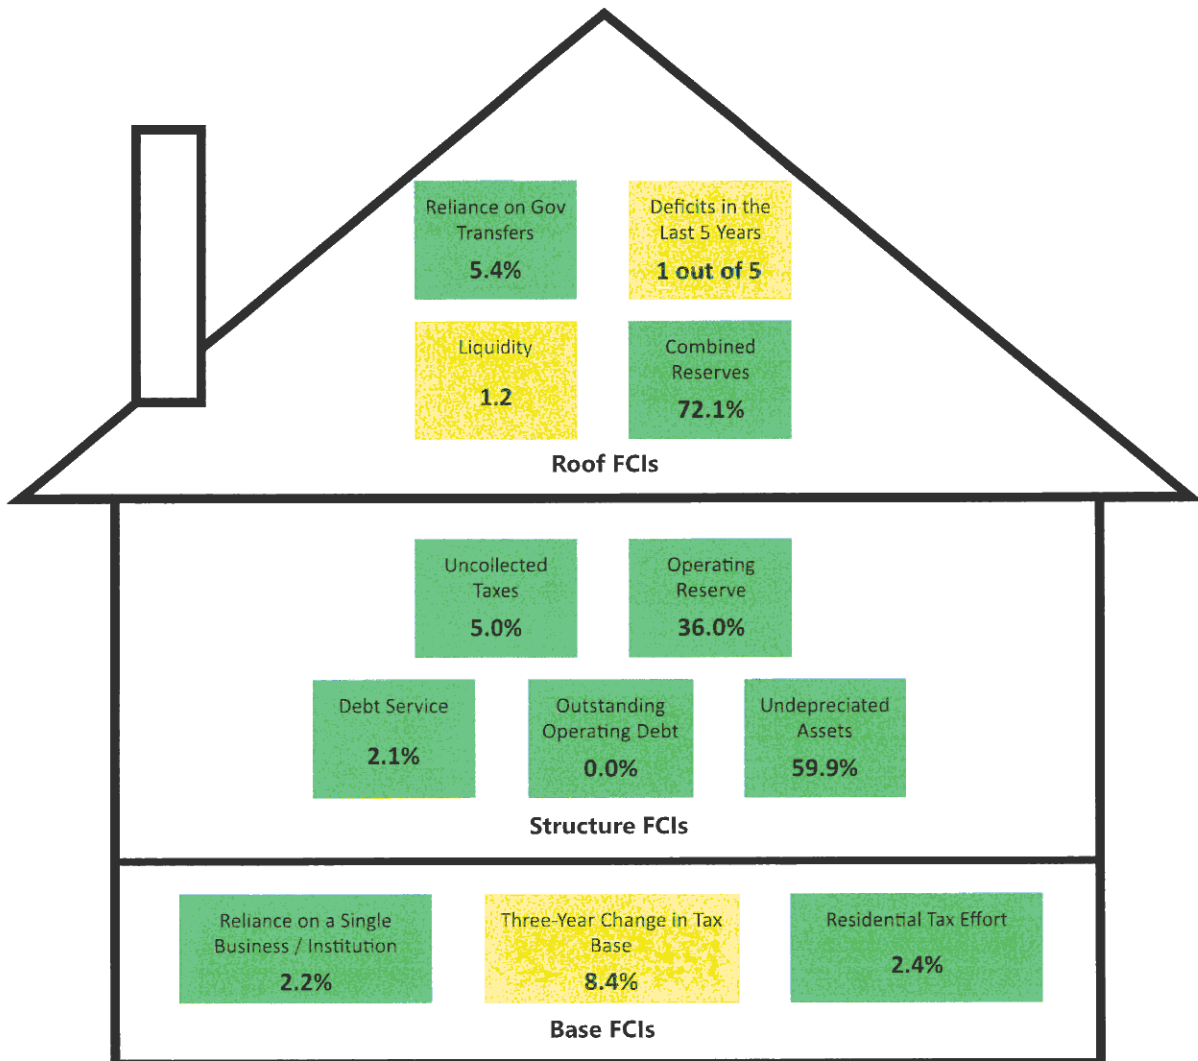 Reliance on Gov
Transfers
5.4%
Deficits in the
Last 5 Years
1 out of 5
Liquidity
1.2
Combined
Reserves
72.1%
Roof FCIs
Uncollected
Taxes
5.0%
Operating
Reserve
36.0%
Debt Service
2.1%
Outstanding
Operating Debt
0.0%
Undepreciated
Assets
59.9%
Structure FCIs
Reliance on a Single
Business / Institution
2.2%
Three-Year Change in Tax
Base
8.4%
Residential Tax Effort
2.4%
Base FCIs